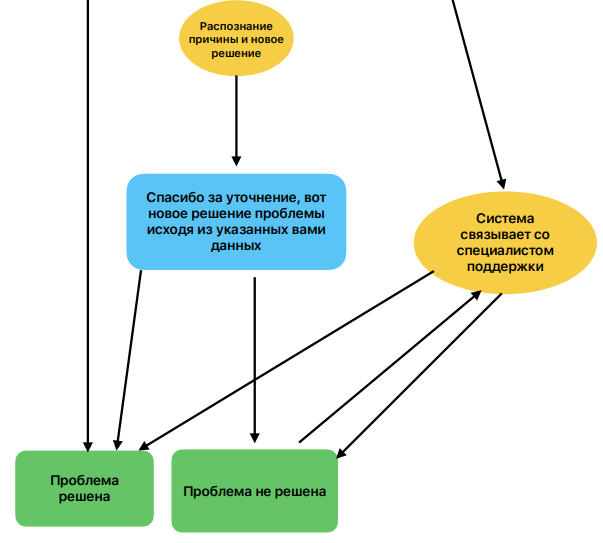 Распознание
причины и новое
решение
Спасибо за уточнение, вот
новое решение проблемы
исходя из указанных вами
данных
Система
связывает со
специалистом
поддержки
Проблема
решена
Проблема не решена